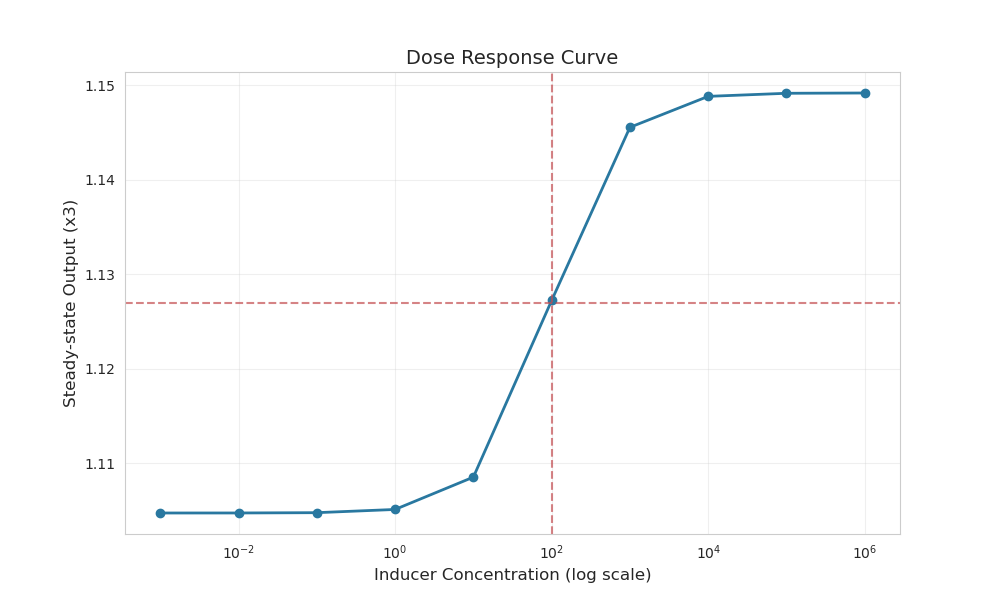 Dose Response Curve
Steady-state Output (x3)
1.15
1.14
1.13
1.12
1.11
10⁻² 10⁰ 10² 10⁴ 10⁶
Inducer Concentration (log scale)